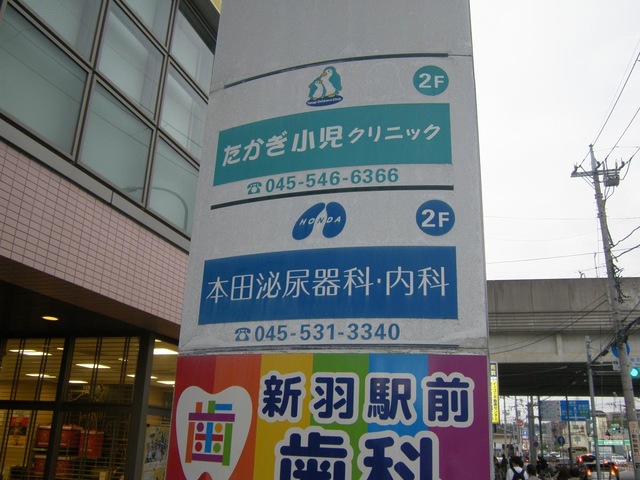 2F
たかぎ小児クリニック
☎045-546-6366
HONDA
2F
本田泌尿器科・内科
☎045-531-3340
歯
新羽駅前
歯科